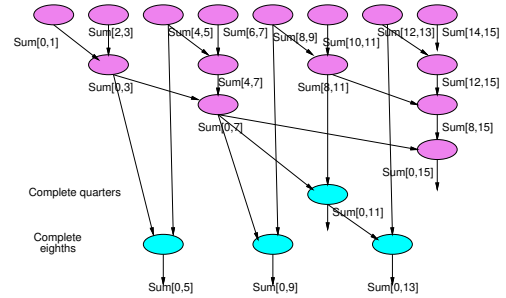 Sum[0,1]
Sum[2,3]
Sum[4,5]
Sum[6,7]
Sum[8,9]
Sum[10,11]
Sum[12,13]
Sum[14,15]
Sum[0,3]
Sum[4,7]
Sum[8,11]
Sum[12,15]
Sum[0,7]
Sum[8,15]
Sum[0,15]
Complete quarters
Sum[0,11]
Complete
eighths
Sum[0,5]
Sum[0,9]
Sum[0,13]